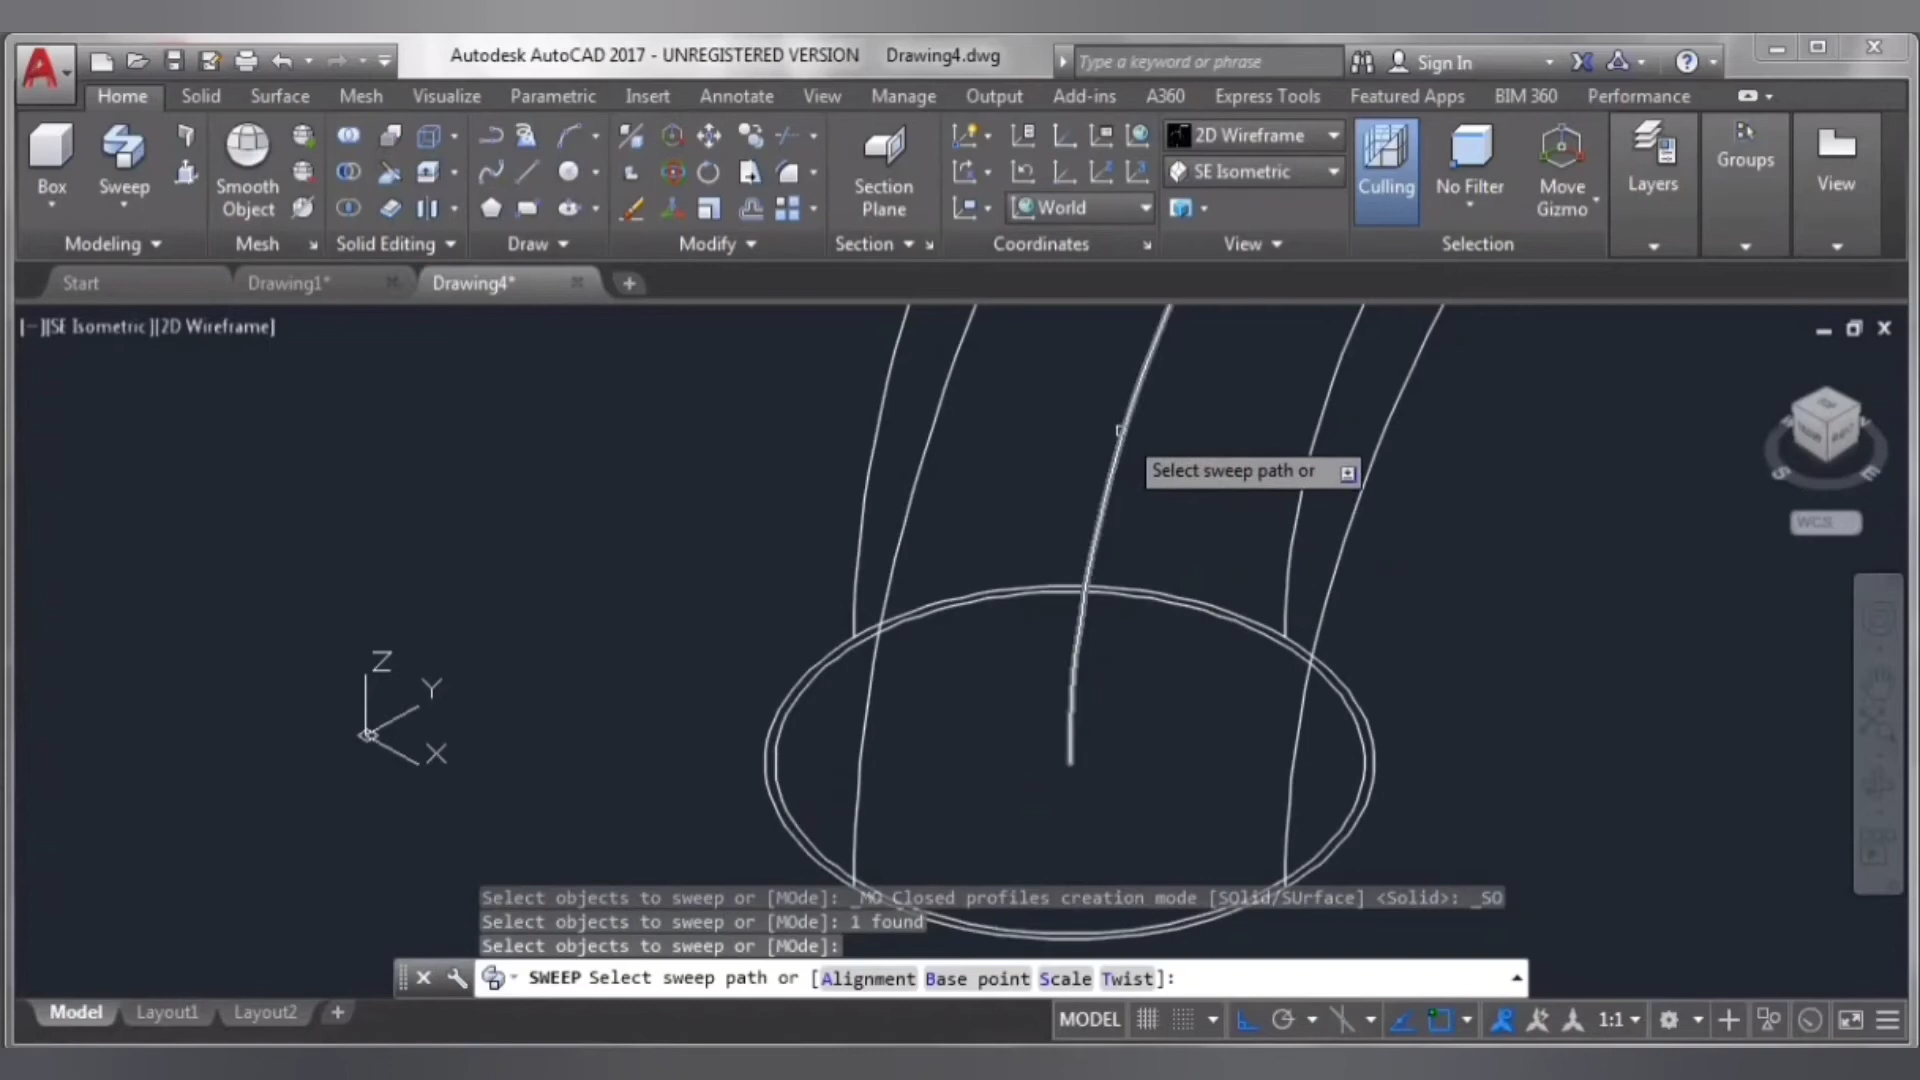 Autodesk AutoCAD 2017 - UNREGISTERED VERSION Drawing4.dwg
Type a keyword or phrase
Sign In
Home Solid Surface Mesh Visualize Parametric Insert Annotate View Manage Output Add-ins A360 Express Tools Featured Apps BIM 360 Performance
Box
Sweep
Smooth
Object
Section
Plane
World
2D Wireframe
SE Isometric
Culling
No Filter
Move
Gizmo
Layers
Groups
View
Modeling Mesh Solid Editing Draw Modify Section Coordinates View Selection
Start Drawing1* Drawing4*
[−][SE Isometric][2D Wireframe]
Select sweep path or
TOP
S
E
WCS
Z
Y
X
Select objects to sweep or [MOde]: _MO Closed profiles creation mode [SOlid/SUrface] <Solid>: _SO
Select objects to sweep or [MOde]: 1 found
Select objects to sweep or [MOde]:
SWEEP Select sweep path or [Alignment Base point Scale Twist]:
Model Layout1 Layout2
MODEL 1:1